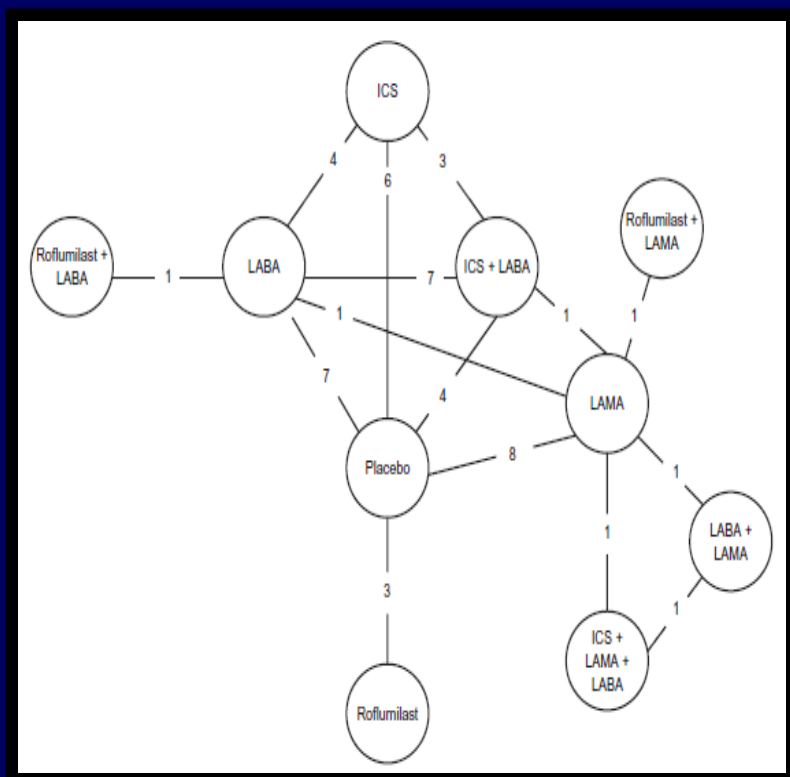 ICS
4
6
3
Roflumilast +
LABA
1
LABA
7
ICS + LABA
Roflumilast +
LAMA
1
1
1
7
4
LAMA
Placebo
8
1
1
LABA +
LAMA
3
1
ICS +
LAMA +
LABA
Roflumilast